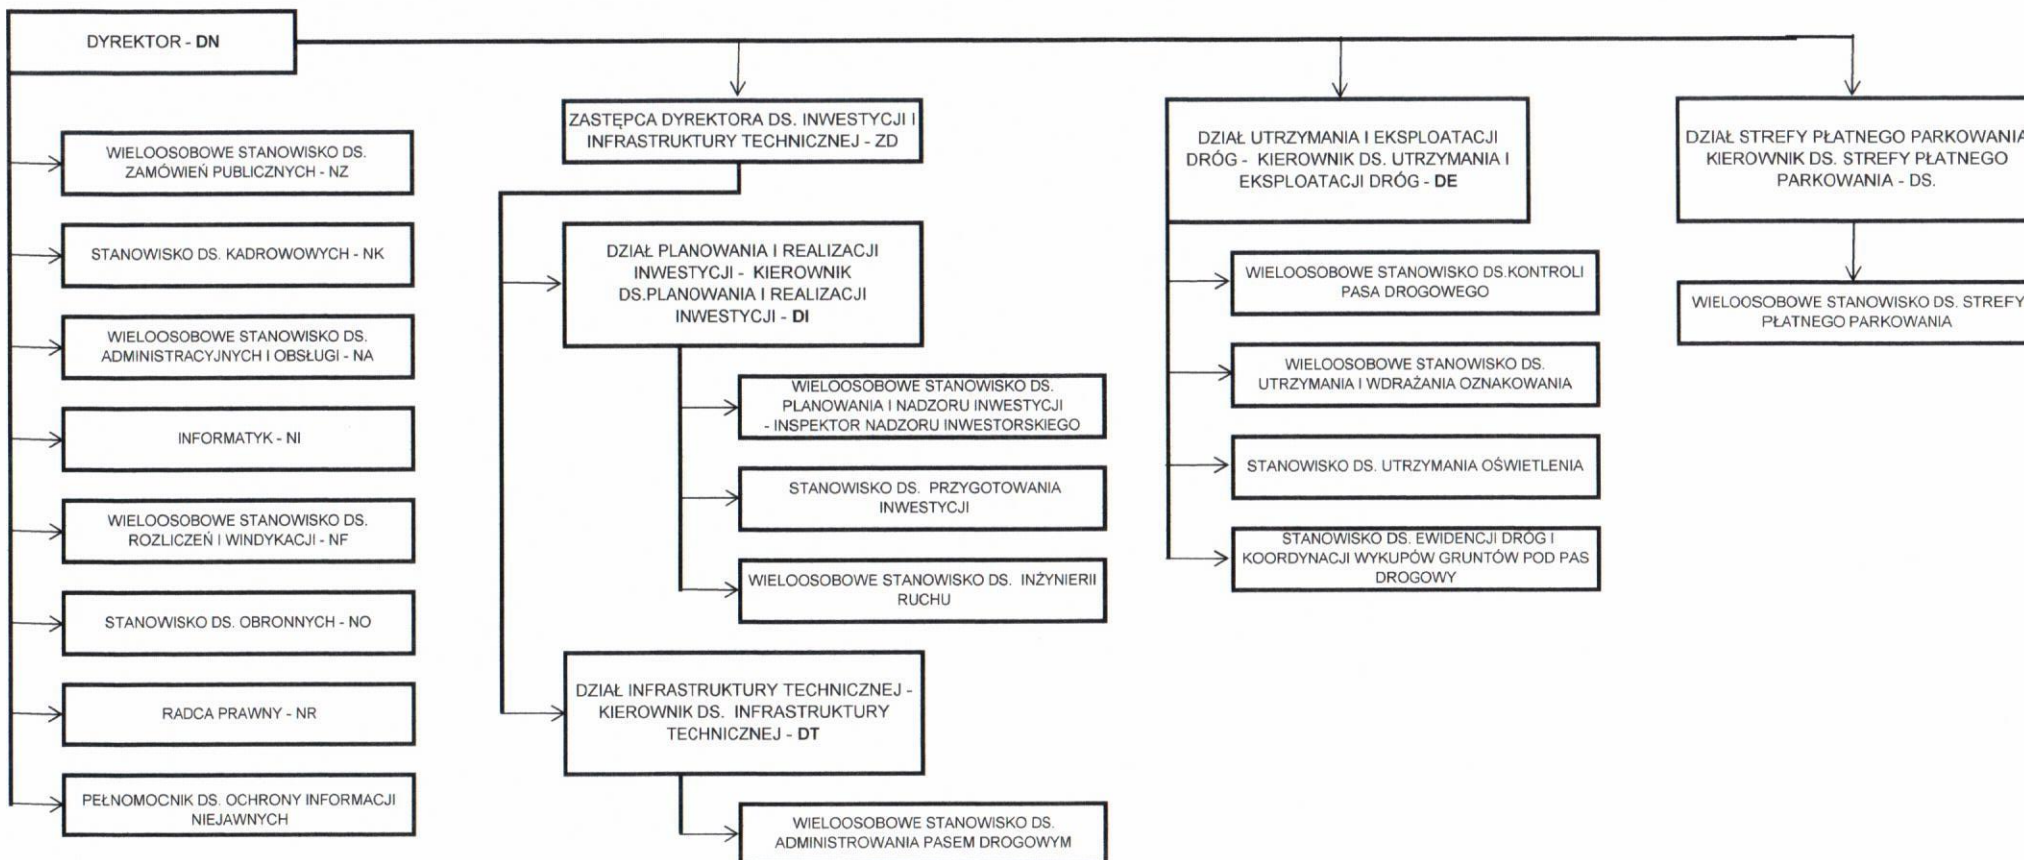 DYREKTOR - DN
WIELOOSOBOWE STANOWISKO DS.
ZAMÓWIEŃ PUBLICZNYCH - NZ
STANOWISKO DS. KADROWOWYCH - NK
WIELOOSOBOWE STANOWISKO DS.
ADMINISTRACYJNYCH I OBSŁUGI - NA
INFORMATYK - NI
WIELOOSOBOWE STANOWISKO DS.
ROZLICZEŃ I WINDYKACJI - NF
STANOWISKO DS. OBRONNYCH - NO
RADCA PRAWNY - NR
PEŁNOMOCNIK DS. OCHRONY INFORMACJI
NIEJAWNYCH
ZASTĘPCA DYREKTORA DS. INWESTYCJI I
INFRASTRUKTURY TECHNICZNEJ - ZD
DZIAŁ PLANOWANIA I REALIZACJI
INWESTYCJI - KIEROWNIK
DS.PLANOWANIA I REALIZACJI
INWESTYCJI - DI
WIELOOSOBOWE STANOWISKO DS.
PLANOWANIA I NADZORU INWESTYCJI
- INSPEKTOR NADZORU INWESTORSKIEGO
STANOWISKO DS. PRZYGOTOWANIA
INWESTYCJI
WIELOOSOBOWE STANOWISKO DS. INŻYNIERII
RUCHU
DZIAŁ INFRASTRUKTURY TECHNICZNEJ -
KIEROWNIK DS. INFRASTRUKTURY
TECHNICZNEJ - DT
WIELOOSOBOWE STANOWISKO DS.
ADMINISTROWANIA PASEM DROGOWYM
DZIAŁ UTRZYMANIA I EKSPLOATACJI
DRÓG - KIEROWNIK DS. UTRZYMANIA I
EKSPLOATACJI DRÓG - DE
WIELOOSOBOWE STANOWISKO DS.KONTROLI
PASA DROGOWEGO
WIELOOSOBOWE STANOWISKO DS.
UTRZYMANIA I WDRAŻANIA OZNAKOWANIA
STANOWISKO DS. UTRZYMANIA OŚWIETLENIA
STANOWISKO DS. EWIDENCJI DRÓG I
KOORDYNACJI WYKUPÓW GRUNTÓW POD PAS
DROGOWY
DZIAŁ STREFY PŁATNEGO PARKOWANIA
KIEROWNIK DS. STREFY PŁATNEGO
PARKOWANIA - DS.
WIELOOSOBOWE STANOWISKO DS. STREFY
PŁATNEGO PARKOWANIA